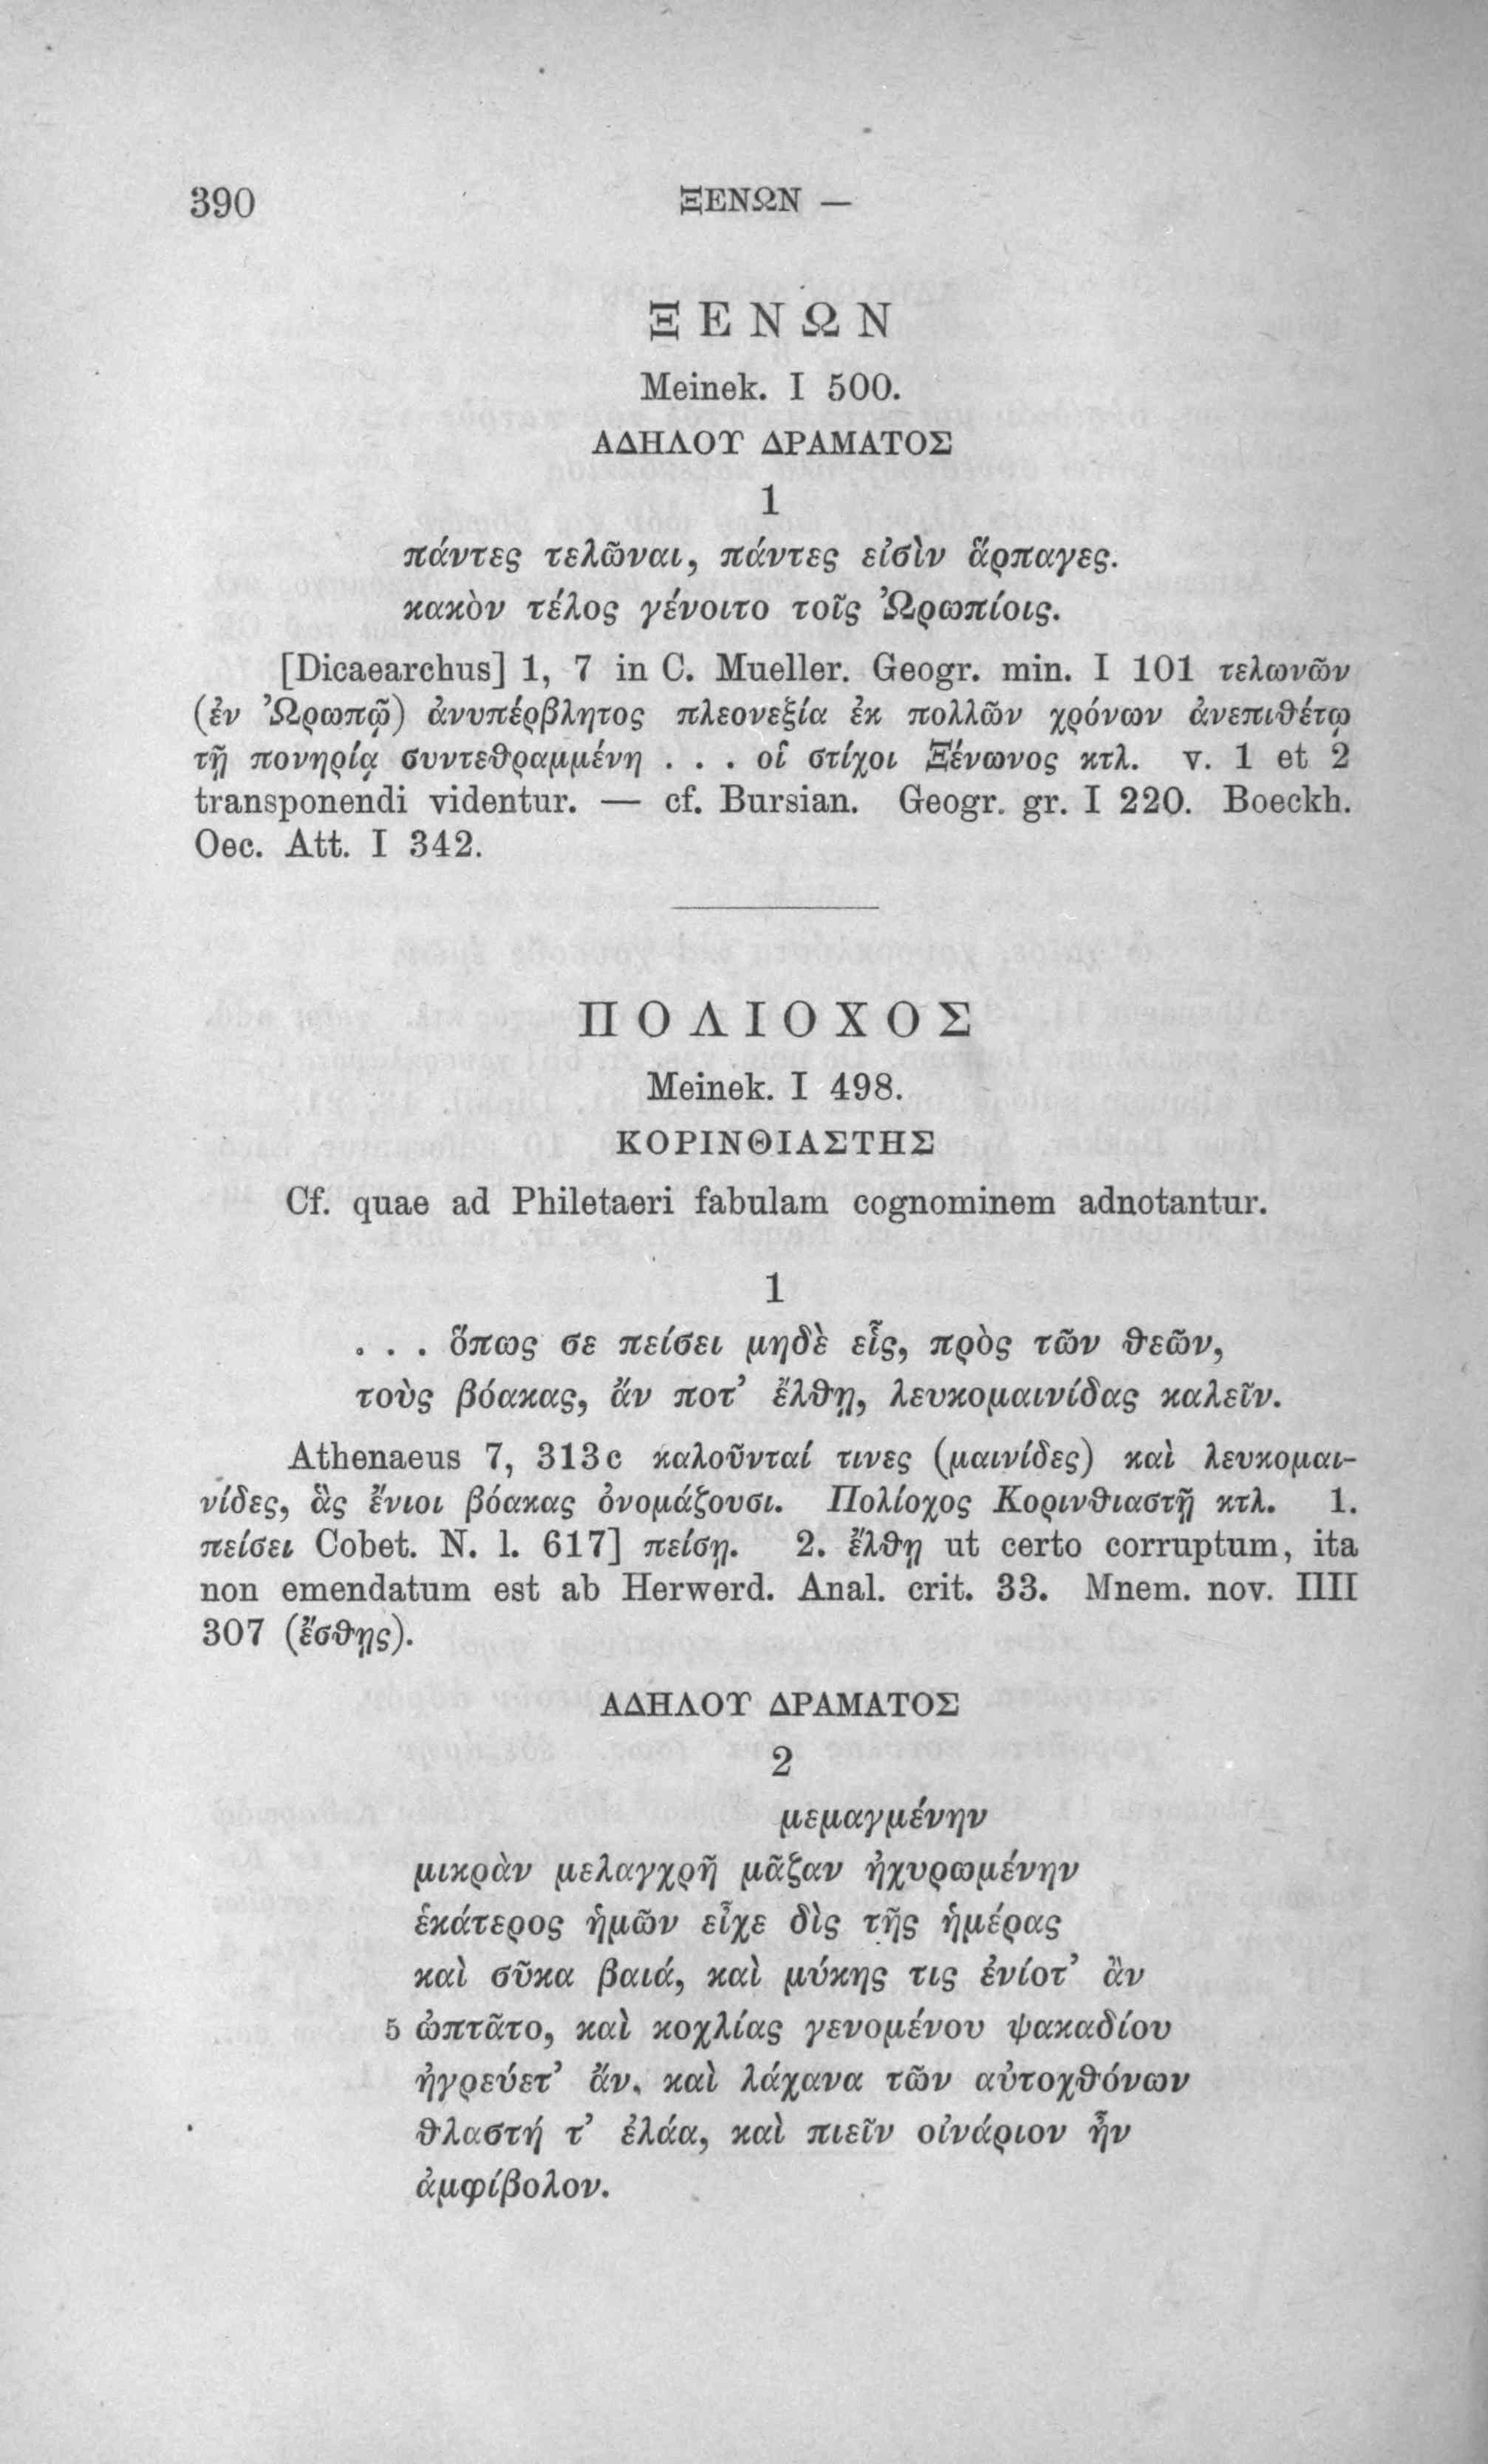 390 ΞΕΝΩΝ —
ΞΕΝΩΝ
Meinek. I 500.
ΑΔΗΛΟΥ ΔΡΑΜΑΤΟΣ
1
πάντες τελῶναι, πάντες εἰσὶν ἅρπαγες.
κακὸν τέλος γένοιτο τοῖς Ὠρωπίοις.
[Dicaearchus] 1, 7 in C. Mueller. Geogr. min. I 101 τελωνῶν
(ἐν Ὠρωπῷ) ἀνυπέρβλητος πλεονεξία ἐκ πολλῶν χρόνων ἀνεπιθέτῳ
τῇ πονηρίᾳ συντεθραμμένη . . . οἱ στίχοι Ξένωνος κτλ. v. 1 et 2
transponendi videntur. — cf. Bursian. Geogr. gr. I 220. Boeckh.
Oec. Att. I 342.
ΠΟΛΙΟΧΟΣ
Meinek. I 498.
ΚΟΡΙΝΘΙΑΣΤΗΣ
Cf. quae ad Philetaeri fabulam cognominem adnotantur.
1
. . . ὅπως σε πείσει μηδὲ εἷς, πρὸς τῶν θεῶν,
τοὺς βόακας, ἄν ποτ’ ἔλθῃ, λευκομαινίδας καλεῖν.
Athenaeus 7, 313c καλοῦνταί τινες (μαινίδες) καὶ λευκομαι-
νίδες, ἃς ἔνιοι βόακας ὀνομάζουσι. Πολίοχος Κορινθιαστῇ κτλ. 1.
πείσει Cobet. N. l. 617] πείσῃ. 2. ἔλθῃ ut certo corruptum, ita
non emendatum est ab Herwerd. Anal. crit. 33. Mnem. nov. IIII
307 (ἔσθῃς).
ΑΔΗΛΟΥ ΔΡΑΜΑΤΟΣ
2
μεμαγμένην
μικρὰν μελαγχρῆ μᾶζαν ἠχυρωμένην
ἑκάτερος ἡμῶν εἶχε δὶς τῆς ἡμέρας
καὶ σῦκα βαιά, καὶ μύκης τις ἐνίοτ’ ἂν
5 ὠπτᾶτο, καὶ κοχλίας γενομένου ψακαδίου
ἠγρεύετ’ ἄν, καὶ λάχανα τῶν αὐτοχθόνων
θλαστή τ’ ἐλάα, καὶ πιεῖν οἰνάριον ἦν
ἀμφίβολον.